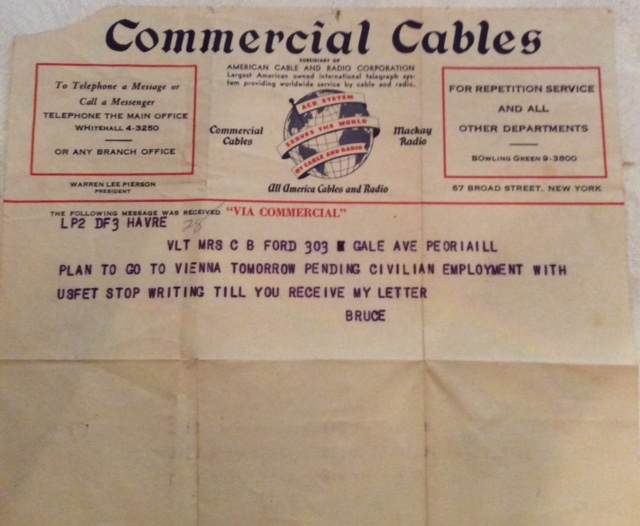 Commercial Cables
SUBSIDIARY OF
AMERICAN CABLE AND RADIO CORPORATION
Largest American owned international telegraph sys-
tem providing worldwide service by cable and radio.
To Telephone a Message or
Call a Messenger
TELEPHONE THE MAIN OFFICE
WHITEHALL 4-3250
OR ANY BRANCH OFFICE
WARREN LEE PIERSON
PRESIDENT
Commercial
Cables
ACR SYSTEM
SERVES THE WORLD
BY CABLE AND RADIO
Mackay
Radio
All America Cables and Radio
FOR REPETITION SERVICE
AND ALL
OTHER DEPARTMENTS
BOWLING GREEN 9-3800
67 BROAD STREET, NEW YORK
THE FOLLOWING MESSAGE WAS RECEIVED "VIA COMMERCIAL"
LP2 DF3 HAVRE 28
VLT MRS C B FORD 303 GALE AVE PEORIAILL
PLAN TO GO TO VIENNA TOMORROW PENDING CIVILIAN EMPLOYMENT WITH
USFET STOP WRITING TILL YOU RECEIVE MY LETTER
BRUCE